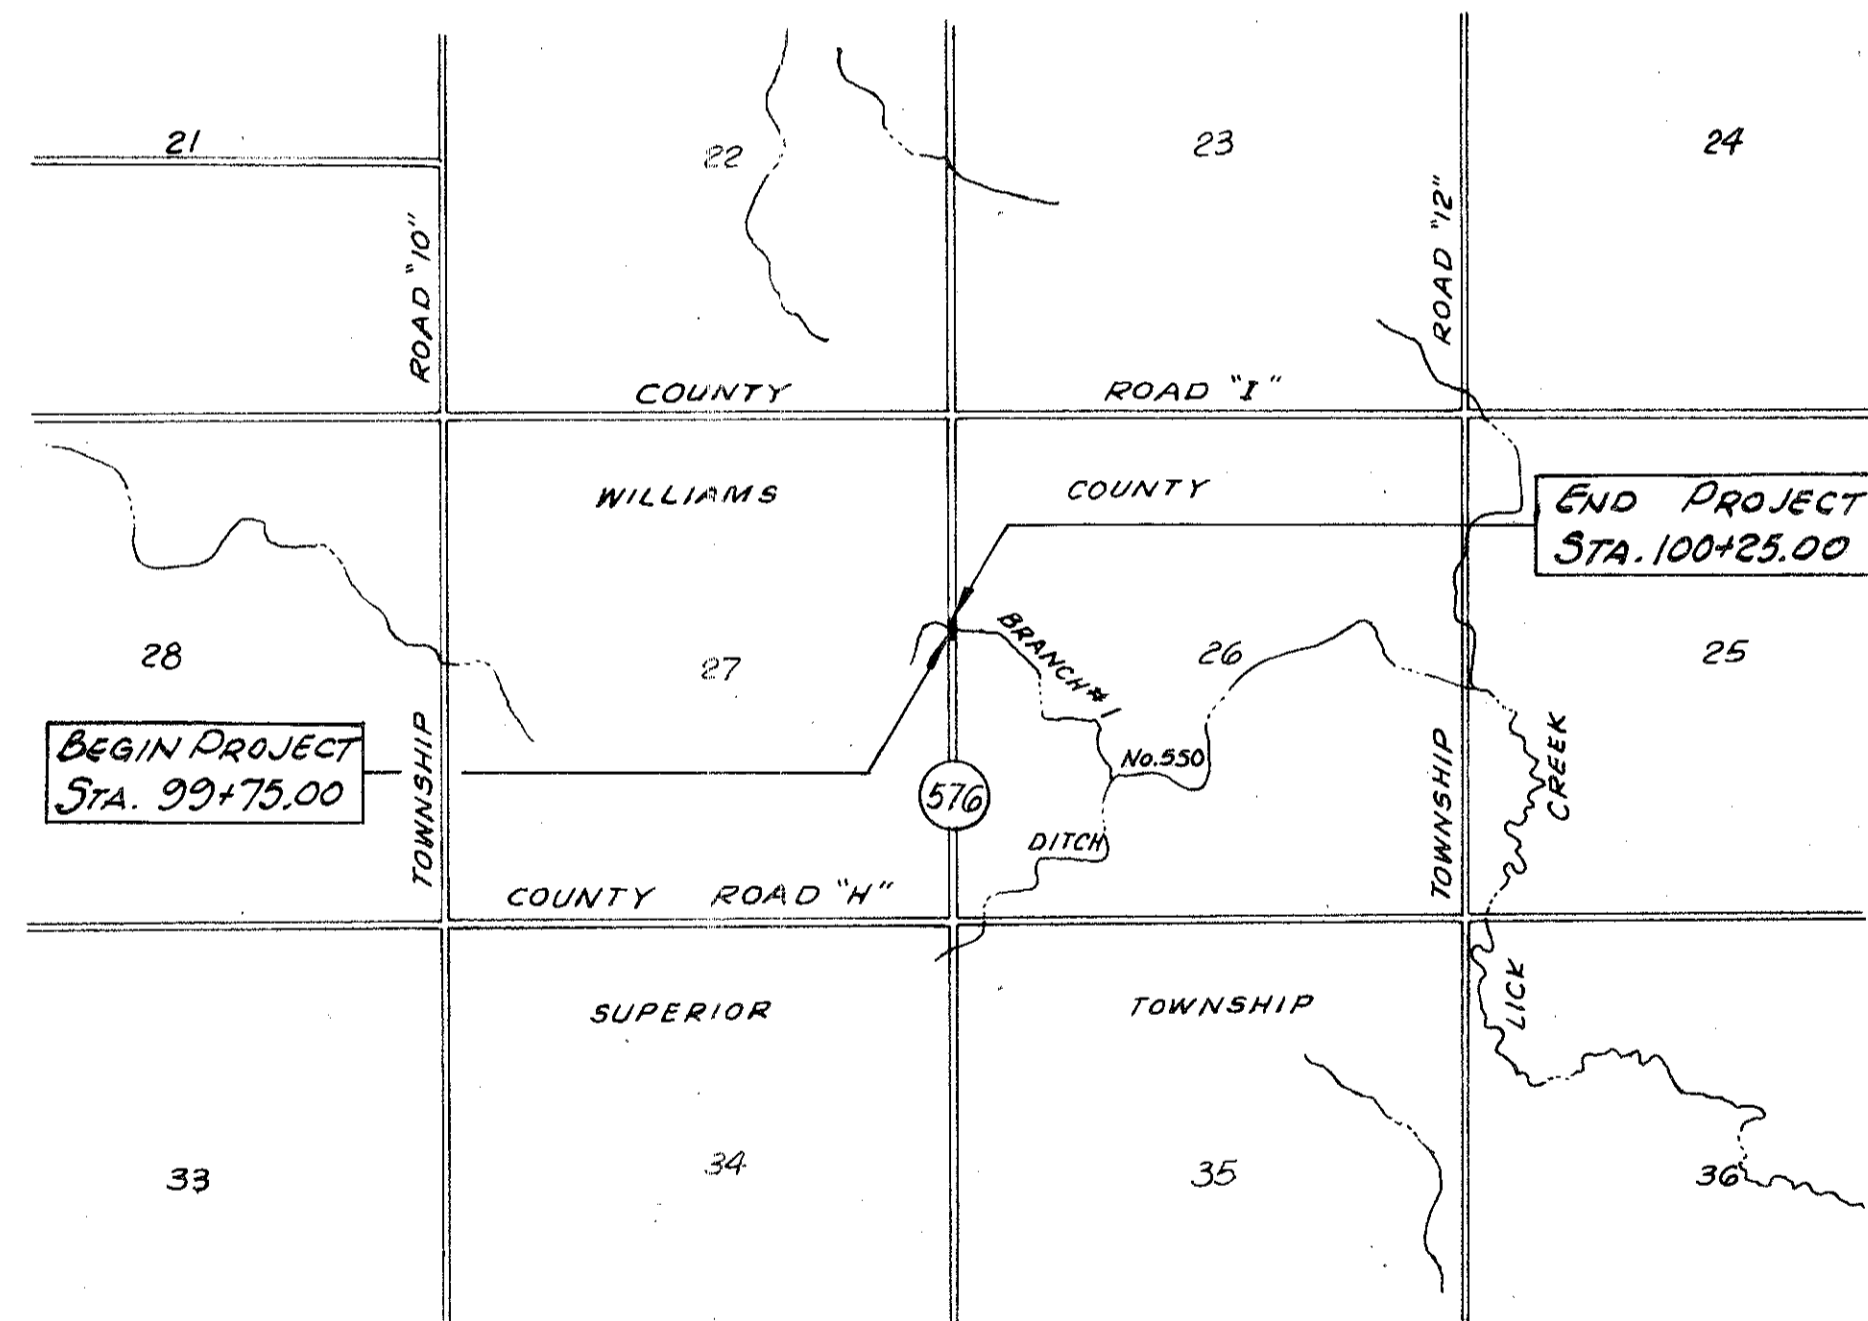 21
22
23
24
ROAD "10"
ROAD "12"
COUNTY ROAD "I"
WILLIAMS COUNTY
END PROJECT
STA. 100+25.00
28
27
BRANCH #1
26
25
BEGIN PROJECT
STA. 99+75.00
TOWNSHIP
No. 550
576
DITCH
TOWNSHIP
CREEK
COUNTY ROAD "H"
LICK
SUPERIOR TOWNSHIP
33
34
35
36